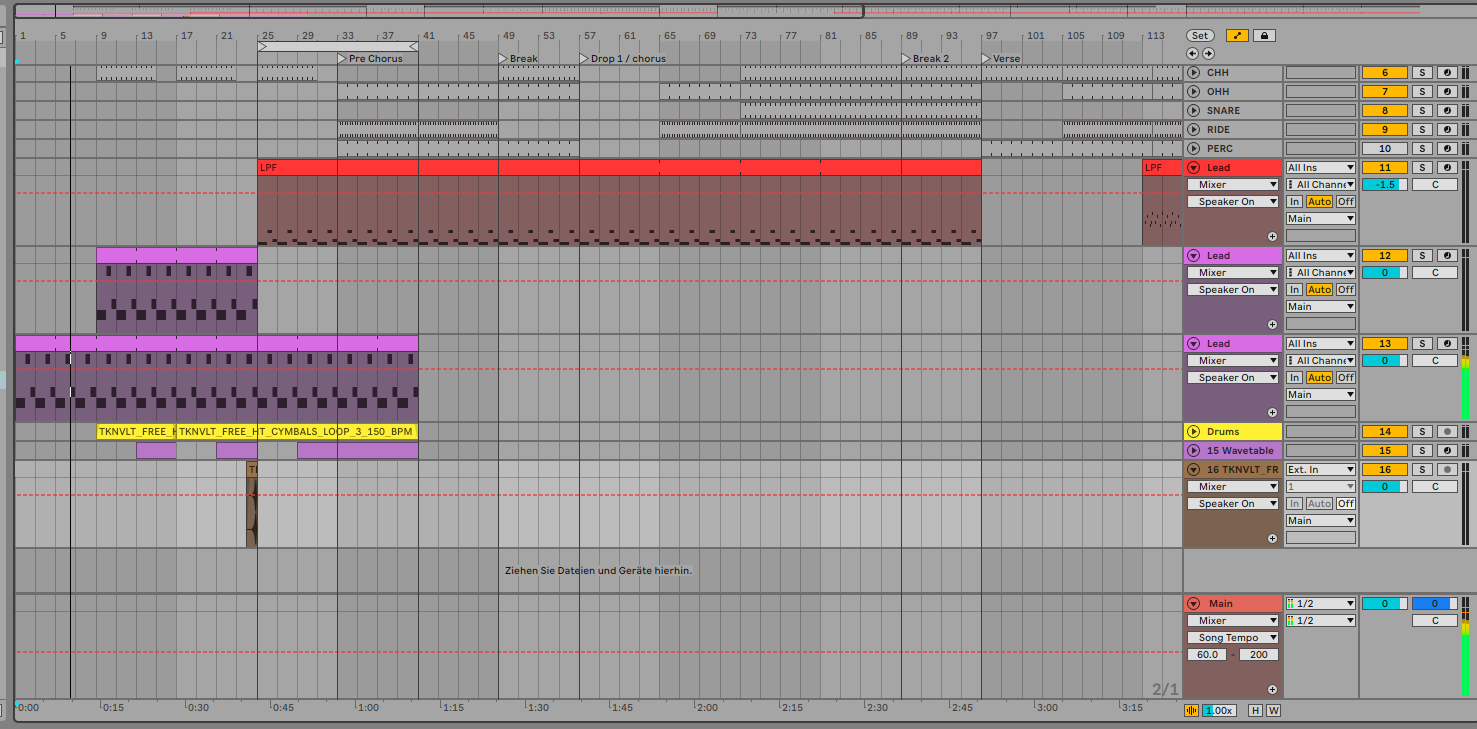 1 5 9 13 17 21 25 29 33 37 41 45 49 53 57 61 65 69 73 77 81 85 89 93 97 101 105 109 113 Set
Pre Chorus Break Drop 1 / chorus Break 2 Verse
CHH 6 S
OHH 7 S
SNARE 8 S
RIDE 9 S
PERC 10 S
LPF LPF Lead All Ins 11 S
Mixer All Channe -1.5 C
Speaker On In Auto Off
Main
Lead All Ins 12 S
Mixer All Channe 0 C
Speaker On In Auto Off
Main
Lead All Ins 13 S
Mixer All Channe 0 C
Speaker On In Auto Off
Main
TKNVLT_FREE_H TKNVLT_FREE_H T_CYMBALS_LOOP_3_150_BPM Drums 14 S
15 Wavetable 15 S
16 TKNVLT_FR Ext. In 16 S
Mixer 1 0 C
Speaker On In Auto Off
Main
Ziehen Sie Dateien und Geräte hierhin.
Main 1/2 0 0
Mixer 1/2 C
Song Tempo
60.0 - 200
2/1
0:00 0:15 0:30 0:45 1:00 1:15 1:30 1:45 2:00 2:15 2:30 2:45 3:00 3:15 1.00x H W